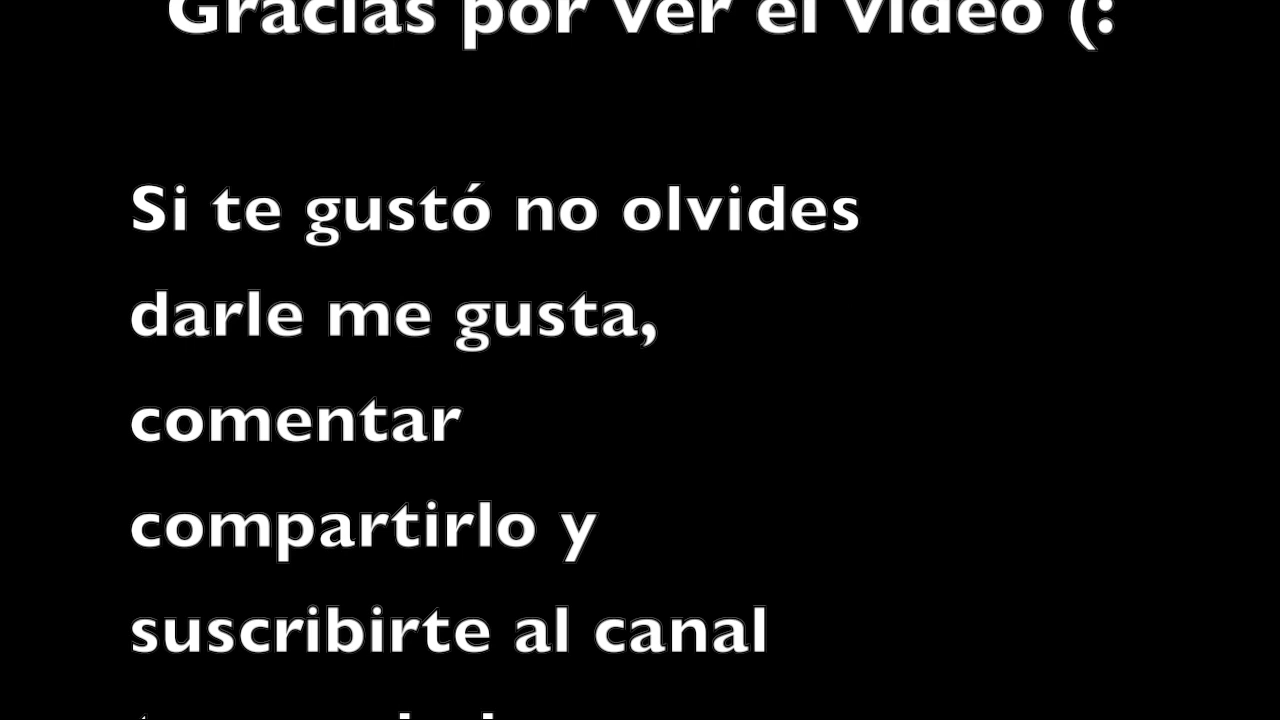 Gracias por ver el video (:
Si te gustó no olvides
darle me gusta,
comentar
compartirlo y
suscribirte al canal